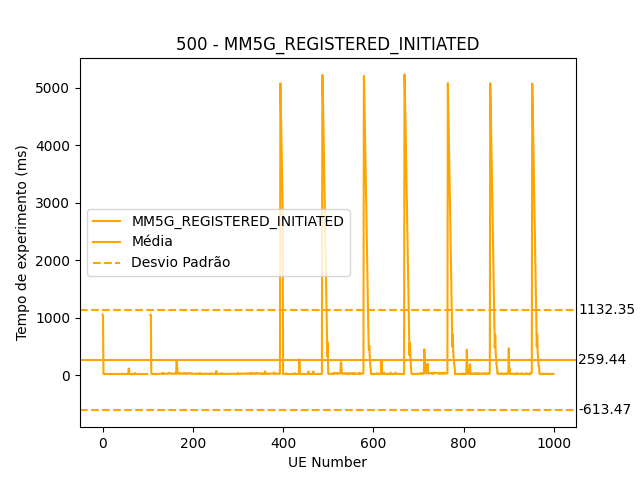 500 - MM5G_REGISTERED_INITIATED
Tempo de experimento (ms)
5000
4000
3000
2000
1000
0
MM5G_REGISTERED_INITIATED
Média
Desvio Padrão
1132.35
259.44
-613.47
0
200
400
600
800
1000
UE Number